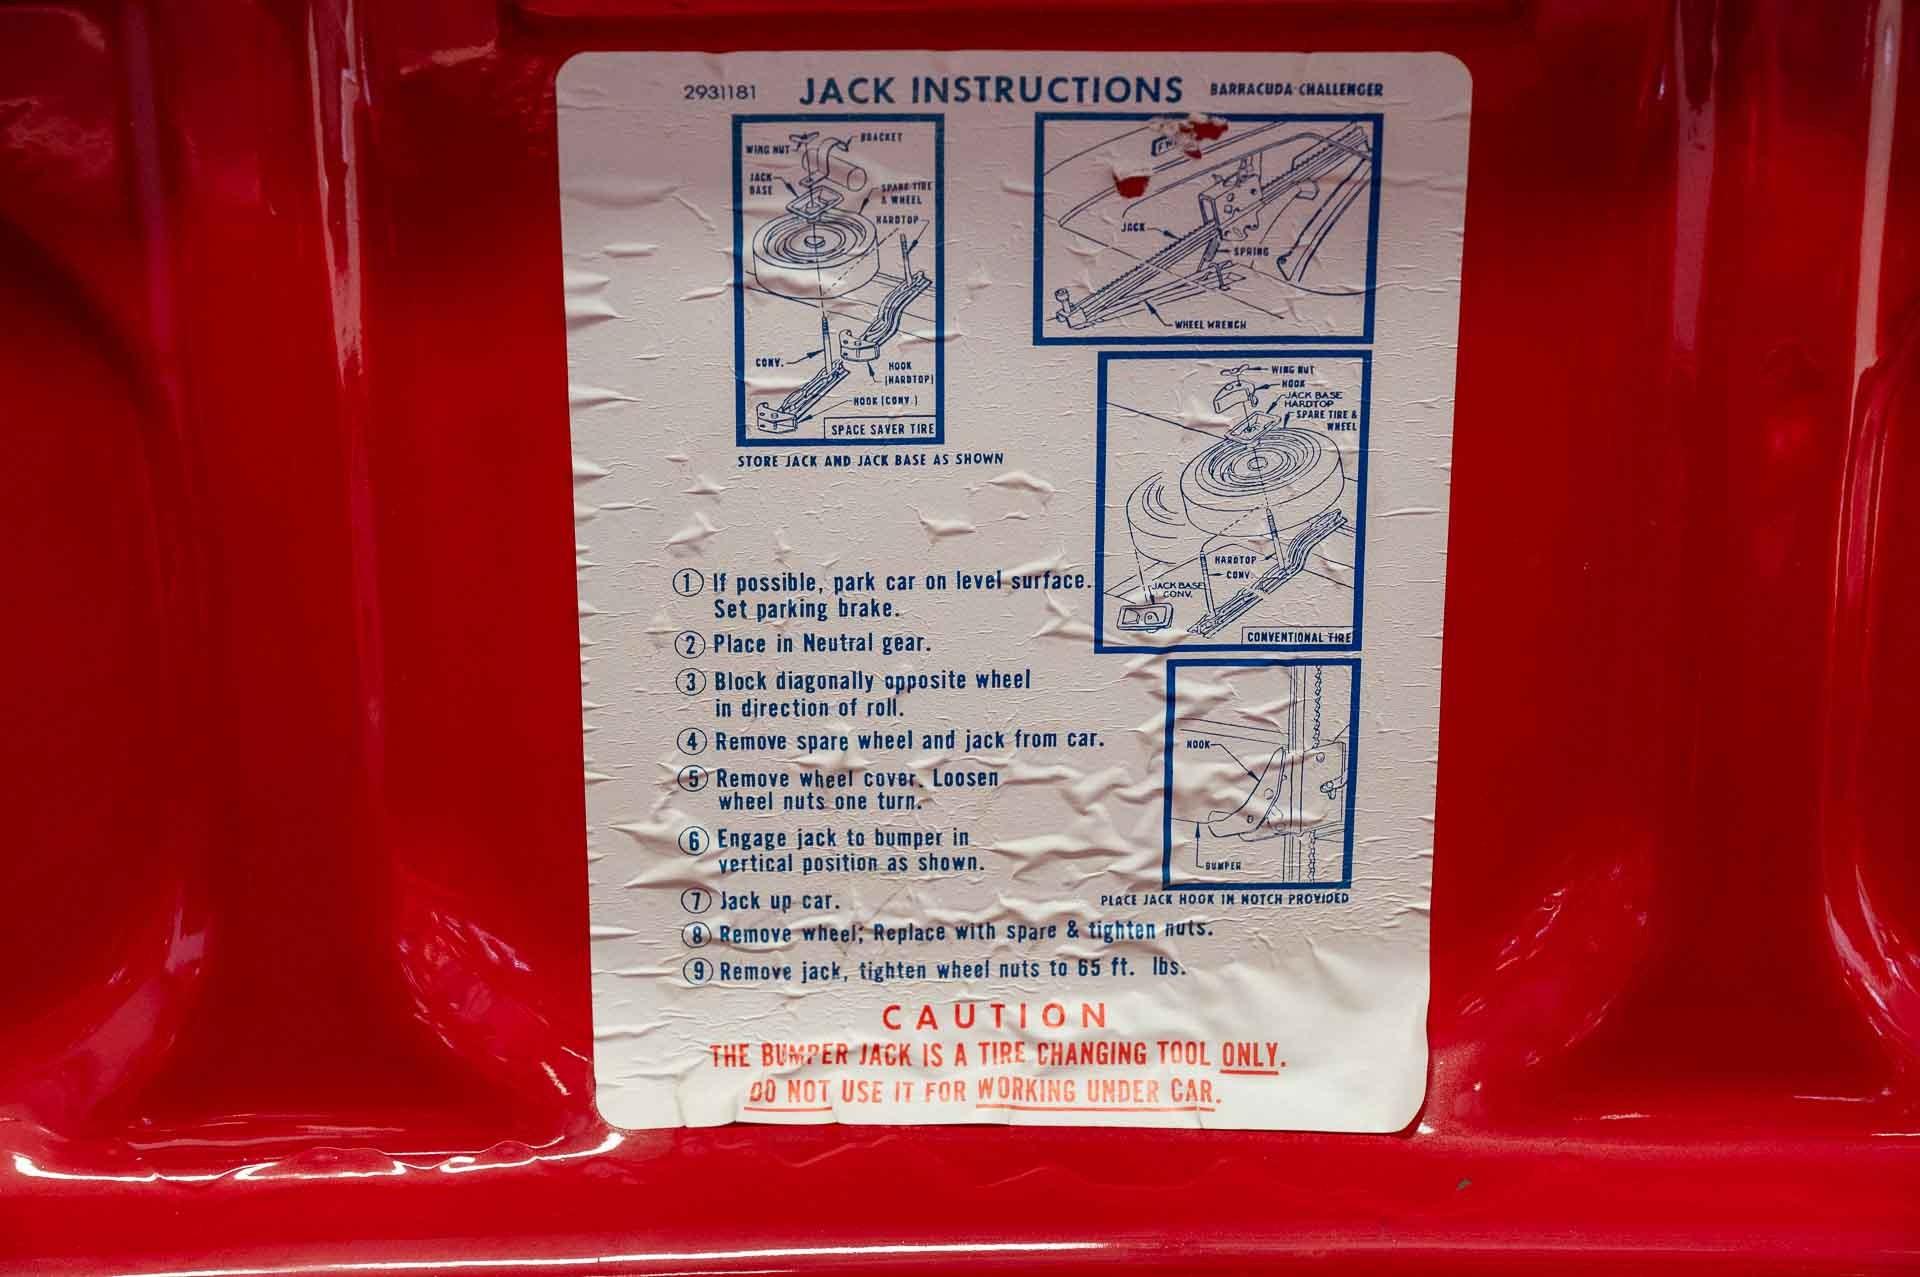 2931181 JACK INSTRUCTIONS BARRACUDA-CHALLENGER
WING NUT
BRACKET
JACK
BASE
SPARE TIRE
& WHEEL
HARDTOP
CONV.
HOOK
(HARDTOP)
HOOK (CONV.)
SPACE SAVER TIRE
STORE JACK AND JACK BASE AS SHOWN
JACK
SPRING
WHEEL WRENCH
WING NUT
HOOK
JACK BASE
HARDTOP
SPARE TIRE &
WHEEL
HARDTOP
CONV.
JACK BASE
CONV.
CONVENTIONAL TIRE
HOOK
BUMPER
PLACE JACK HOOK IN NOTCH PROVIDED
1 If possible, park car on level surface.
Set parking brake.
2 Place in Neutral gear.
3 Block diagonally opposite wheel
in direction of roll.
4 Remove spare wheel and jack from car.
5 Remove wheel cover. Loosen
wheel nuts one turn.
6 Engage jack to bumper in
vertical position as shown.
7 Jack up car.
8 Remove wheel; Replace with spare & tighten nuts.
9 Remove jack, tighten wheel nuts to 65 ft. lbs.
CAUTION
THE BUMPER JACK IS A TIRE CHANGING TOOL ONLY.
DO NOT USE IT FOR WORKING UNDER CAR.